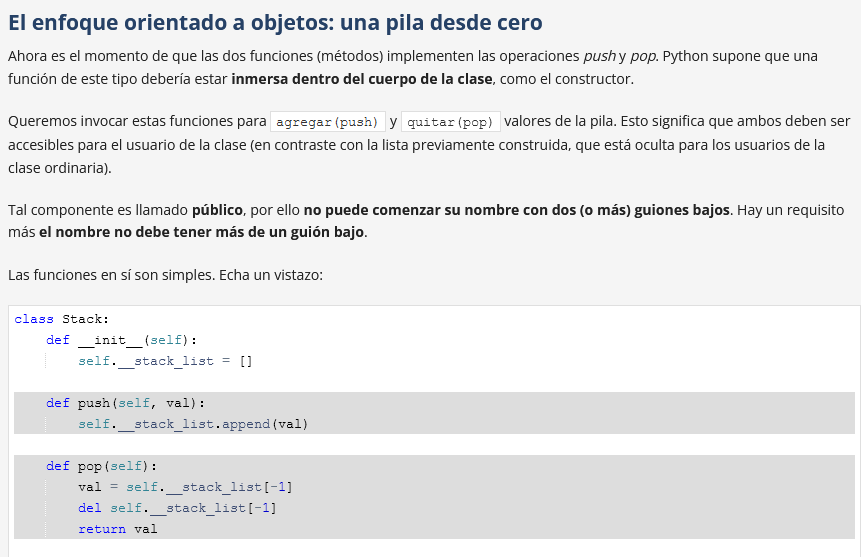 El enfoque orientado a objetos: una pila desde cero
Ahora es el momento de que las dos funciones (métodos) implementen las operaciones push y pop. Python supone que una
función de este tipo debería estar inmersa dentro del cuerpo de la clase, como el constructor.
Queremos invocar estas funciones para agregar(push) y quitar(pop) valores de la pila. Esto significa que ambos deben ser
accesibles para el usuario de la clase (en contraste con la lista previamente construida, que está oculta para los usuarios de la
clase ordinaria).
Tal componente es llamado público, por ello no puede comenzar su nombre con dos (o más) guiones bajos. Hay un requisito
más el nombre no debe tener más de un guión bajo.
Las funciones en sí son simples. Echa un vistazo:
class Stack:
    def __init__(self):
        self.__stack_list = []
    def push(self, val):
        self.__stack_list.append(val)
    def pop(self):
        val = self.__stack_list[-1]
        del self.__stack_list[-1]
        return val